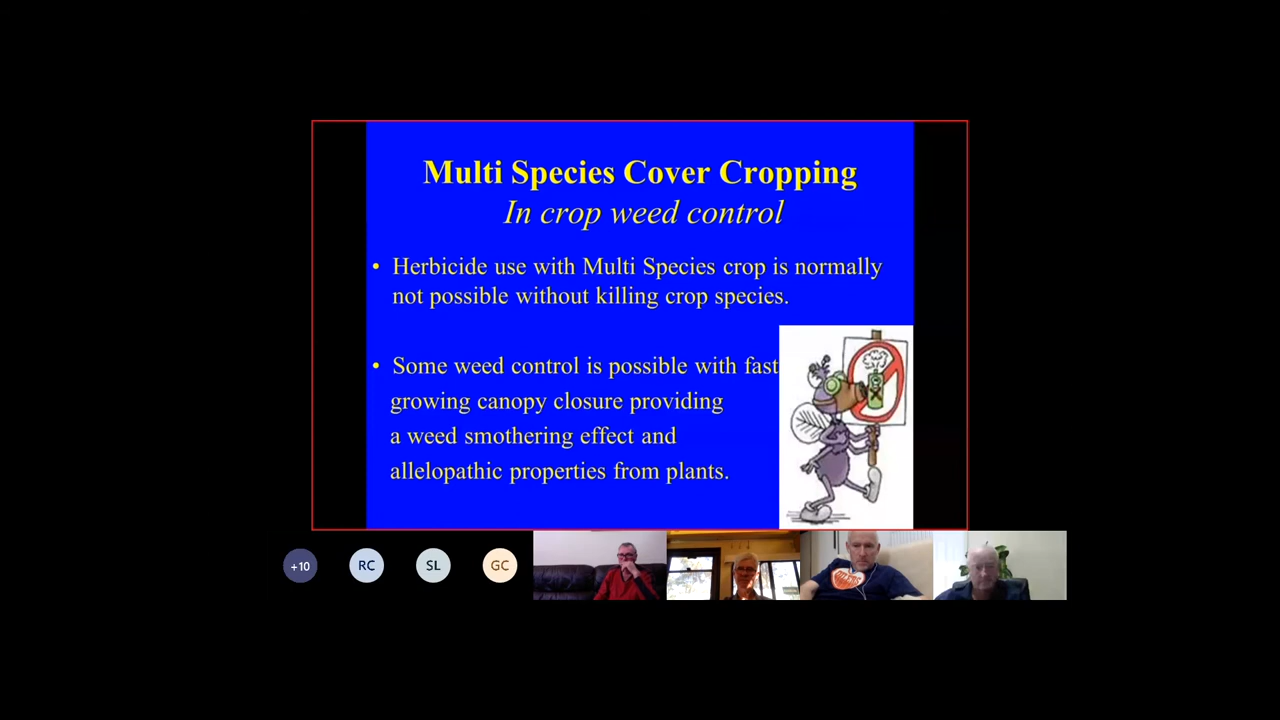 Multi Species Cover Cropping
In crop weed control
• Herbicide use with Multi Species crop is normally
not possible without killing crop species.
• Some weed control is possible with fast
growing canopy closure providing
a weed smothering effect and
allelopathic properties from plants.
+10
RC
SL
GC